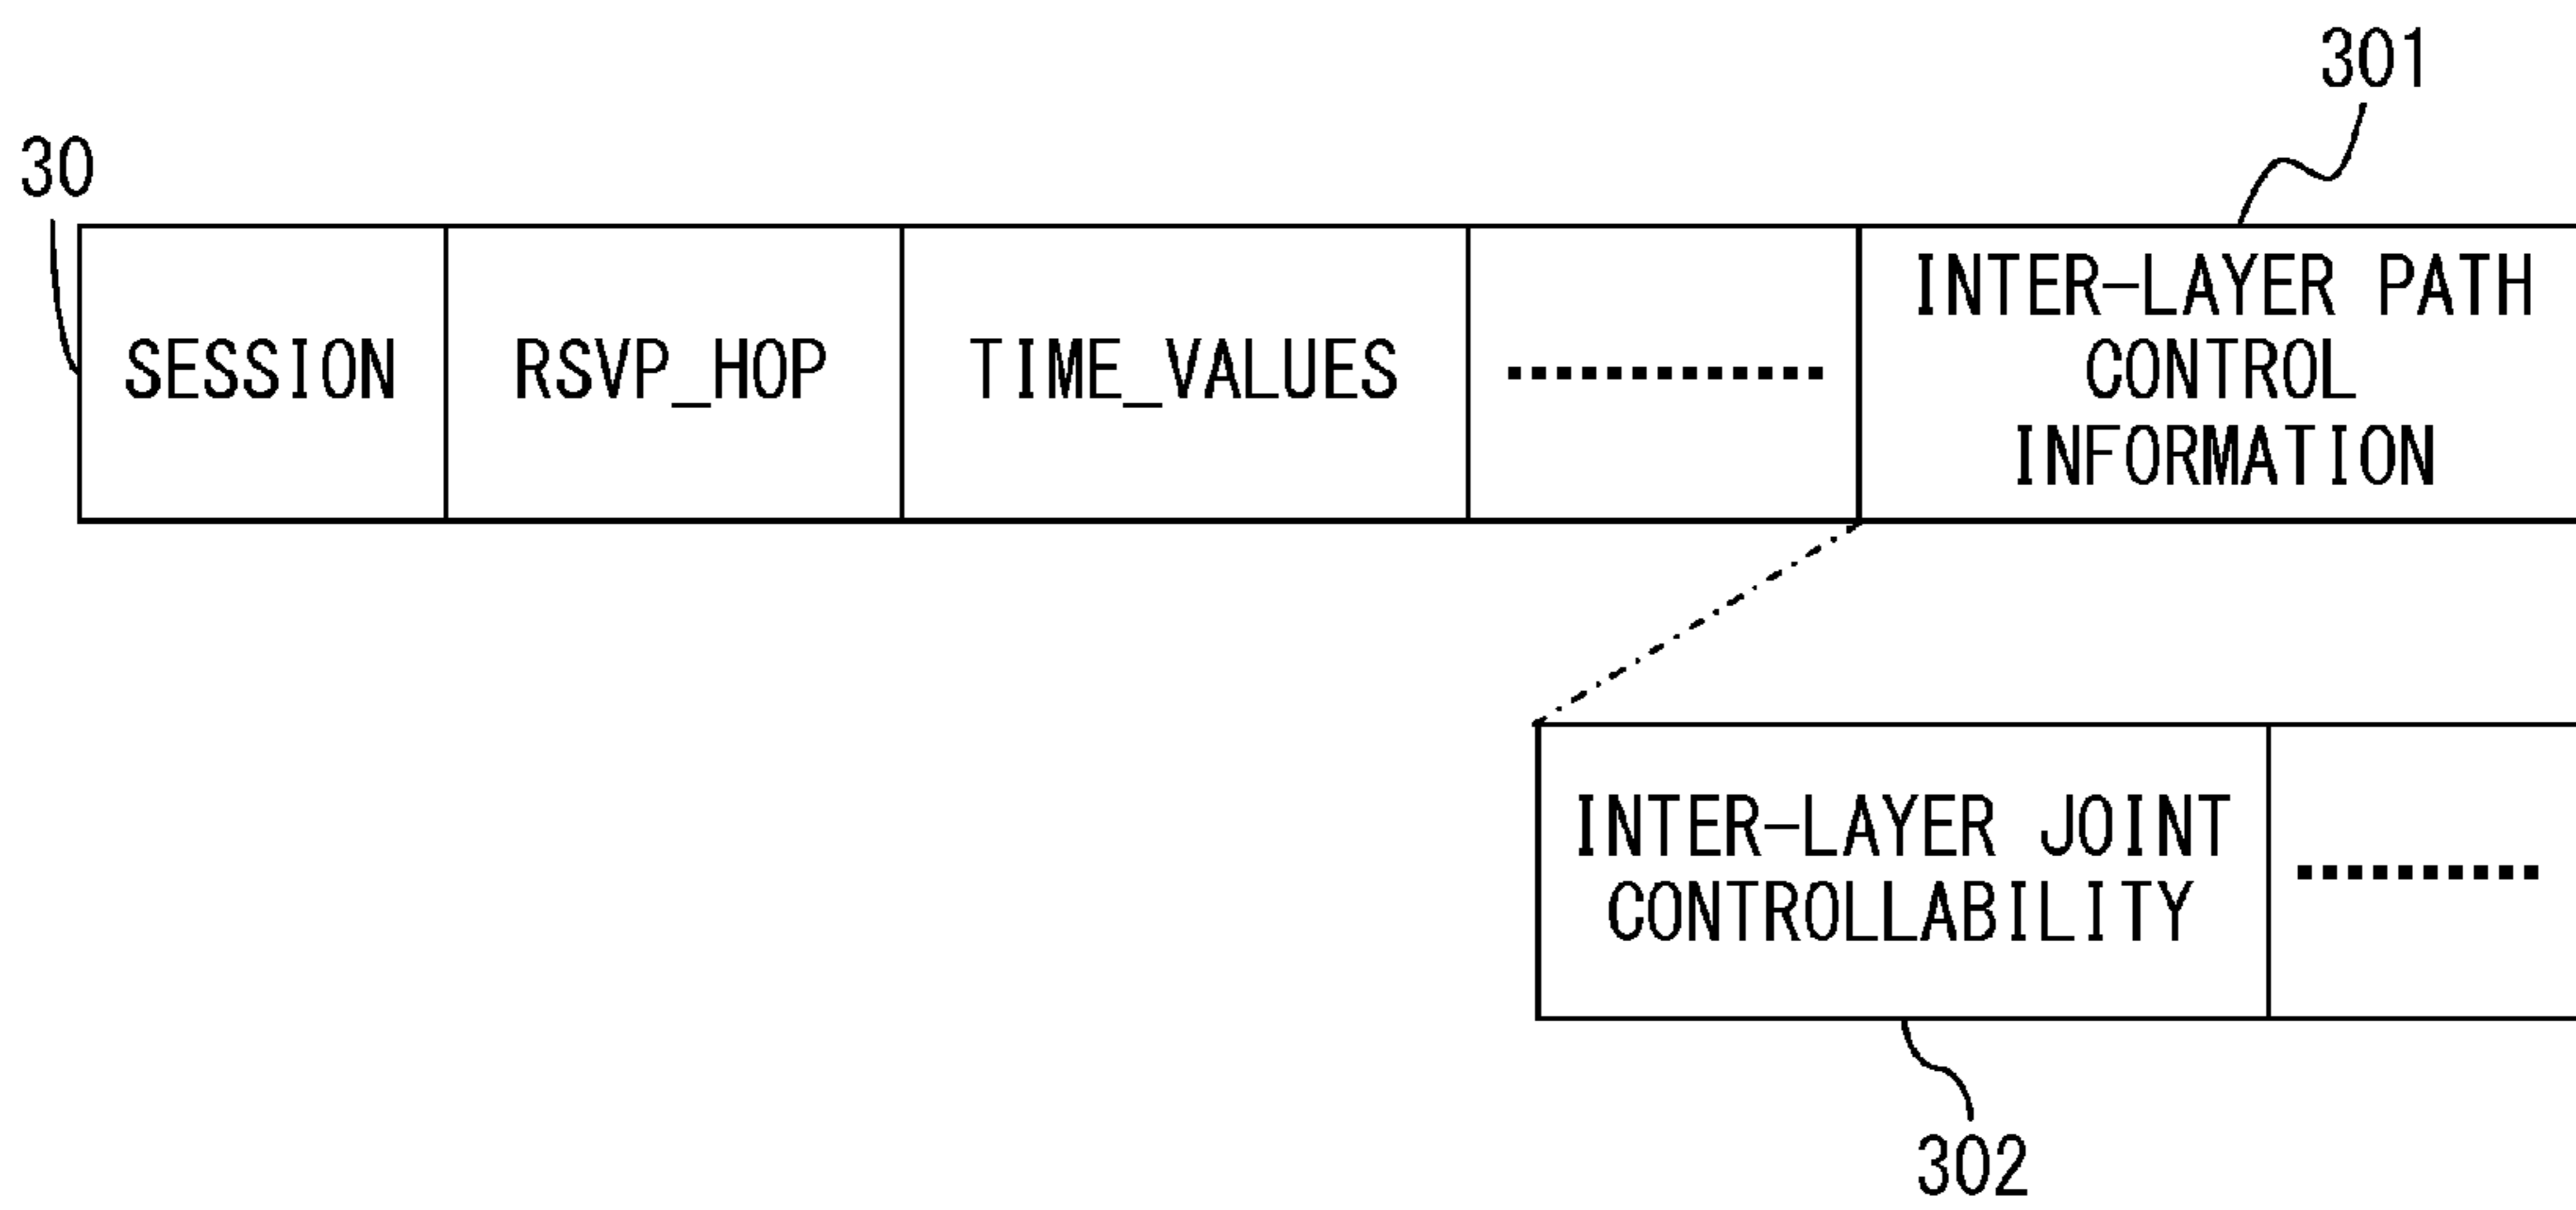 301
30
SESSION
RSVP_HOP
TIME_VALUES
INTER-LAYER PATH
CONTROL
INFORMATION
INTER-LAYER JOINT
CONTROLLABILITY
302